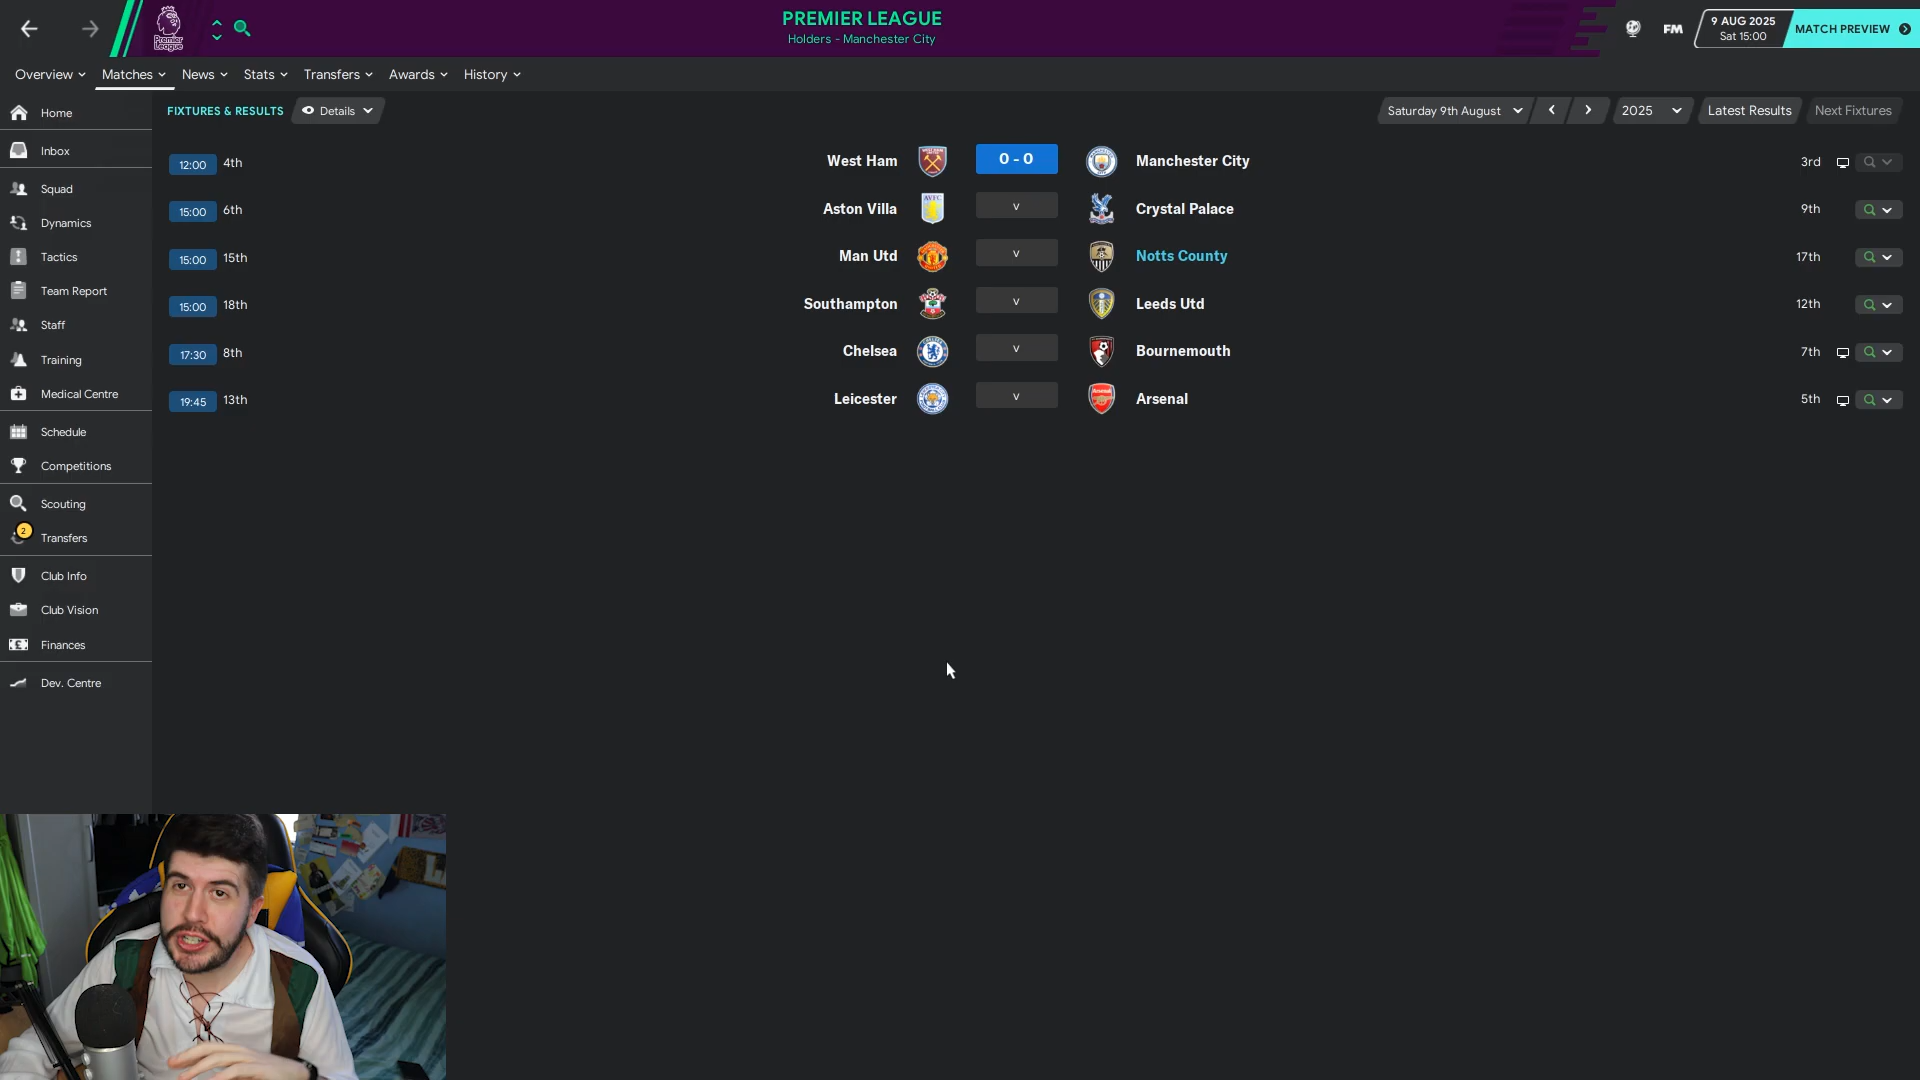 PREMIER LEAGUE
Holders - Manchester City
Premier League
FM
9 AUG 2025
Sat 15:00
MATCH PREVIEW
Overview
Matches
News
Stats
Transfers
Awards
History
FIXTURES & RESULTS
Details
Saturday 9th August
2025
Latest Results
Next Fixtures
Home
Inbox
Squad
Dynamics
Tactics
Team Report
Staff
Training
Medical Centre
Schedule
Competitions
Scouting
2
Transfers
Club Info
Club Vision
Finances
Dev. Centre
12:00 4th West Ham 0 - 0 Manchester City 3rd
15:00 6th Aston Villa v Crystal Palace 9th
15:00 15th Man Utd v Notts County 17th
15:00 18th Southampton v Leeds Utd 12th
17:30 8th Chelsea v Bournemouth 7th
19:45 13th Leicester v Arsenal 5th